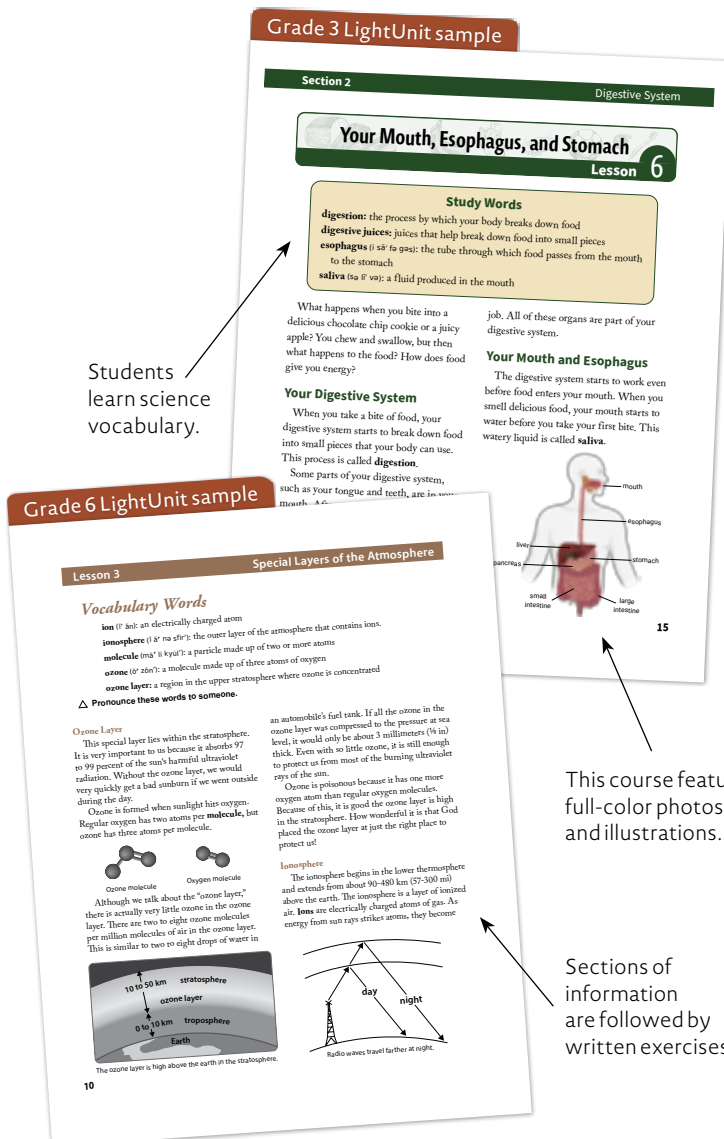 Grade 3 LightUnit sample
Section 2
Digestive System
Your Mouth, Esophagus, and Stomach
Lesson 6
Study Words
digestion: the process by which your body breaks down food
digestive juices: juices that help break down food into small pieces
esophagus (i säʹ fə gəs): the tube through which food passes from the mouth
to the stomach
saliva (sə līʹ və): a fluid produced in the mouth
What happens when you bite into a
delicious chocolate chip cookie or a juicy
apple? You chew and swallow, but then
what happens to the food? How does food
give you energy?
Your Digestive System
When you take a bite of food, your
digestive system starts to break down food
into small pieces that your body can use.
This process is called digestion.
Some parts of your digestive system,
such as your tongue and teeth, are in your
mouth.
job. All of these organs are part of your
digestive system.
Your Mouth and Esophagus
The digestive system starts to work even
before food enters your mouth. When you
smell delicious food, your mouth starts to
water before you take your first bite. This
watery liquid is called saliva.
mouth
esophagus
liver
stomach
pancreas
small
intestine
large
intestine
15
Students
learn science
vocabulary.
This course featu
full-color photos
and illustrations.
Grade 6 LightUnit sample
Lesson 3
Special Layers of the Atmosphere
Vocabulary Words
ion (īʹ än): an electrically charged atom
ionosphere (ī äʹ nə sfirʹ): the outer layer of the atmosphere that contains ions.
molecule (mäʹ li kyülʹ): a particle made up of two or more atoms
ozone (ōʹ zōnʹ): a molecule made up of three atoms of oxygen
ozone layer: a region in the upper stratosphere where ozone is concentrated
△ Pronounce these words to someone.
Ozone Layer
This special layer lies within the stratosphere.
It is very important to us because it absorbs 97
to 99 percent of the sun's harmful ultraviolet
radiation. Without the ozone layer, we would
very quickly get a bad sunburn if we went outside
during the day.
Ozone is formed when sunlight hits oxygen.
Regular oxygen has two atoms per molecule, but
ozone has three atoms per molecule.
Ozone molecule
Oxygen molecule
Although we talk about the "ozone layer,"
there is actually very little ozone in the ozone
layer. There are two to eight ozone molecules
per million molecules of air in the ozone layer.
This is similar to two to eight drops of water in
10 to 50 km
stratosphere
ozone layer
0 to 10 km
troposphere
Earth
The ozone layer is high above the earth in the stratosphere.
10
an automobile's fuel tank. If all the ozone in the
ozone layer was compressed to the pressure at sea
level, it would only be about 3 millimeters (⅛ in)
thick. Even with so little ozone, it is still enough
to protect us from most of the burning ultraviolet
rays of the sun.
Ozone is poisonous because it has one more
oxygen atom than regular oxygen molecules.
Because of this, it is good the ozone layer is high
in the stratosphere. How wonderful it is that God
placed the ozone layer at just the right place to
protect us!
Ionosphere
The ionosphere begins in the lower thermosphere
and extends from about 90-480 km (57-300 mi)
above the earth. The ionosphere is a layer of ionized
air. Ions are electrically charged atoms of gas. As
energy from sun rays strikes atoms, they become
day
night
Radio waves travel farther at night.
Sections of
information
are followed by
written exercises